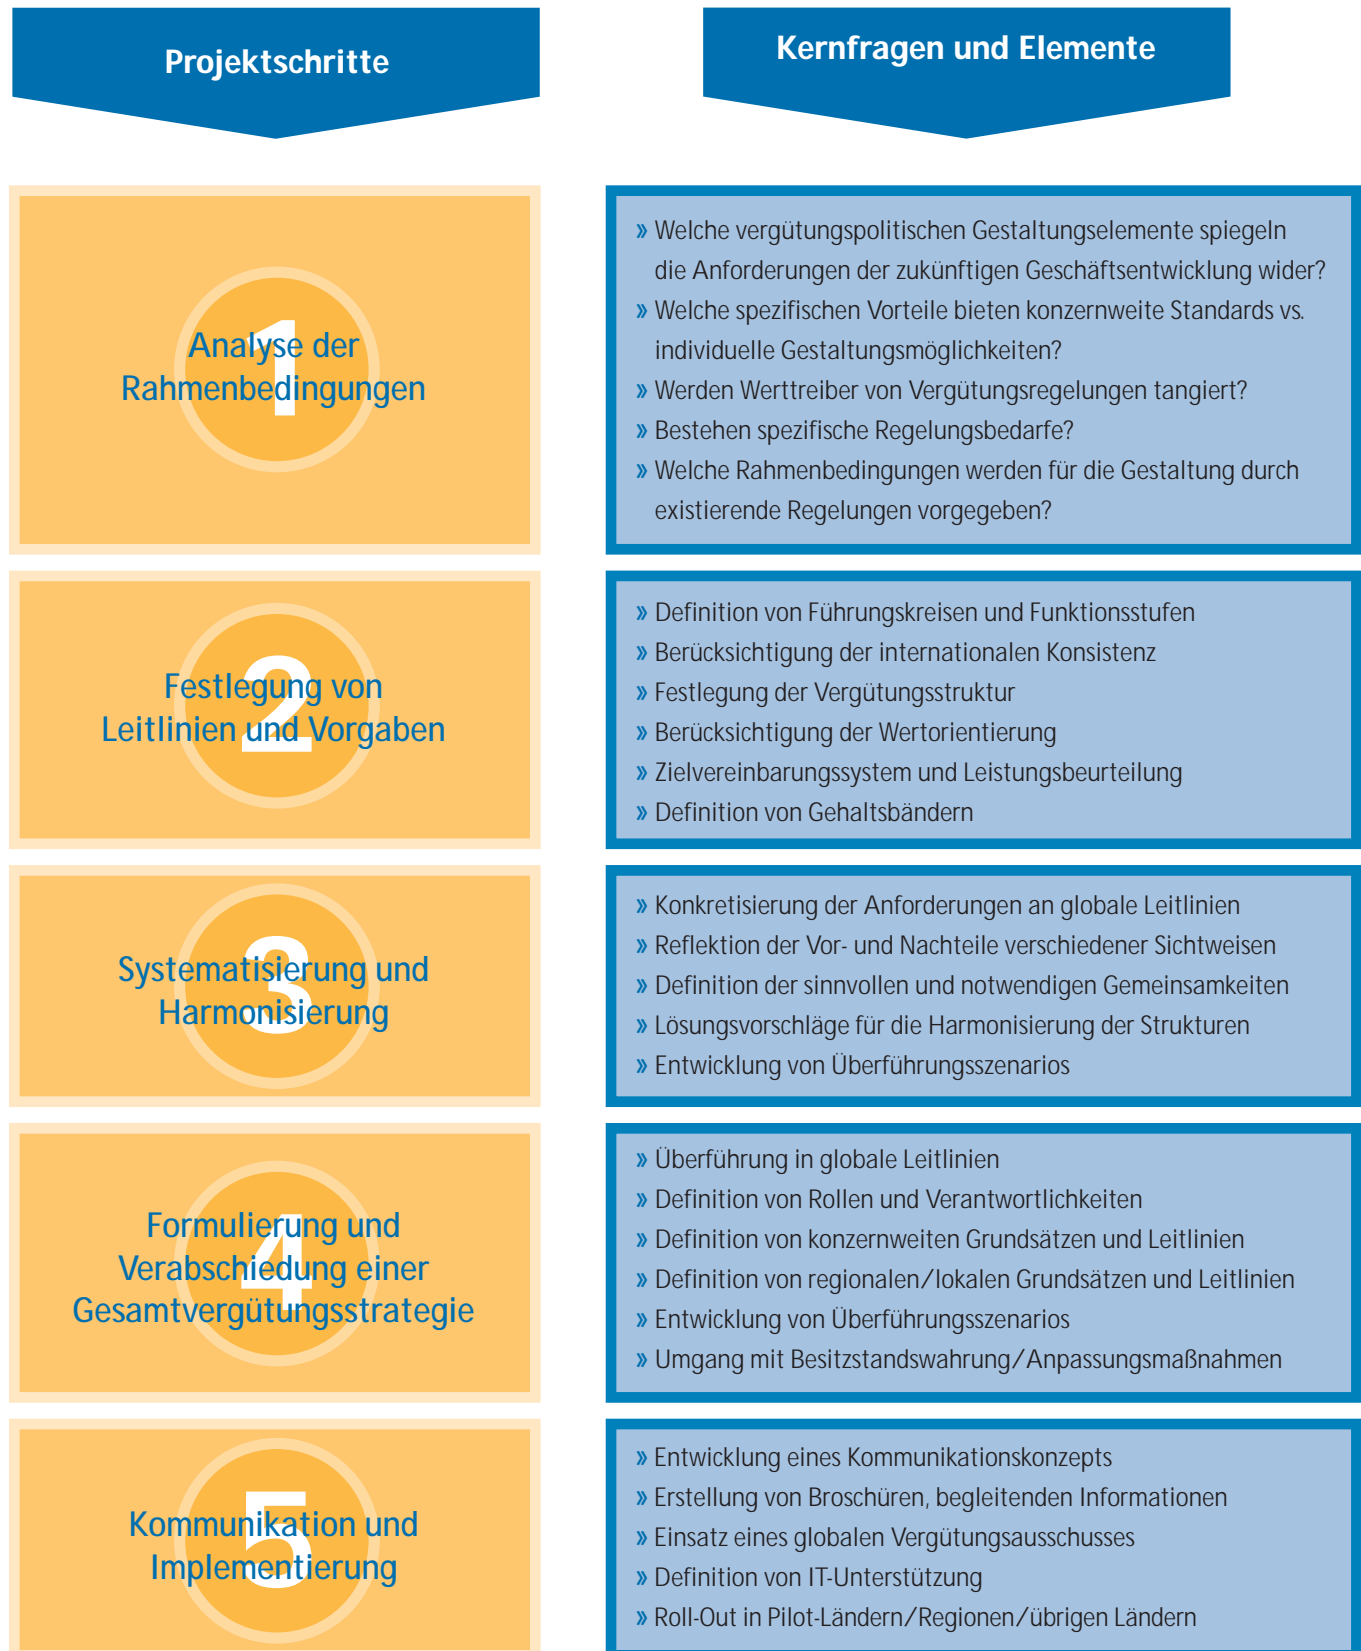 Projektschritte
Kernfragen und Elemente
1
Analyse der
Rahmenbedingungen
» Welche vergütungspolitischen Gestaltungselemente spiegeln
die Anforderungen der zukünftigen Geschäftsentwicklung wider?
» Welche spezifischen Vorteile bieten konzernweite Standards vs.
individuelle Gestaltungsmöglichkeiten?
» Werden Werttreiber von Vergütungsregelungen tangiert?
» Bestehen spezifische Regelungsbedarfe?
» Welche Rahmenbedingungen werden für die Gestaltung durch
existierende Regelungen vorgegeben?
2
Festlegung von
Leitlinien und Vorgaben
» Definition von Führungskreisen und Funktionsstufen
» Berücksichtigung der internationalen Konsistenz
» Festlegung der Vergütungsstruktur
» Berücksichtigung der Wertorientierung
» Zielvereinbarungssystem und Leistungsbeurteilung
» Definition von Gehaltsbändern
3
Systematisierung und
Harmonisierung
» Konkretisierung der Anforderungen an globale Leitlinien
» Reflektion der Vor- und Nachteile verschiedener Sichtweisen
» Definition der sinnvollen und notwendigen Gemeinsamkeiten
» Lösungsvorschläge für die Harmonisierung der Strukturen
» Entwicklung von Überführungsszenarios
4
Formulierung und
Verabschiedung einer
Gesamtvergütungsstrategie
» Überführung in globale Leitlinien
» Definition von Rollen und Verantwortlichkeiten
» Definition von konzernweiten Grundsätzen und Leitlinien
» Definition von regionalen/lokalen Grundsätzen und Leitlinien
» Entwicklung von Überführungsszenarios
» Umgang mit Besitzstandswahrung/Anpassungsmaßnahmen
5
Kommunikation und
Implementierung
» Entwicklung eines Kommunikationskonzepts
» Erstellung von Broschüren, begleitenden Informationen
» Einsatz eines globalen Vergütungsausschusses
» Definition von IT-Unterstützung
» Roll-Out in Pilot-Ländern/Regionen/übrigen Ländern